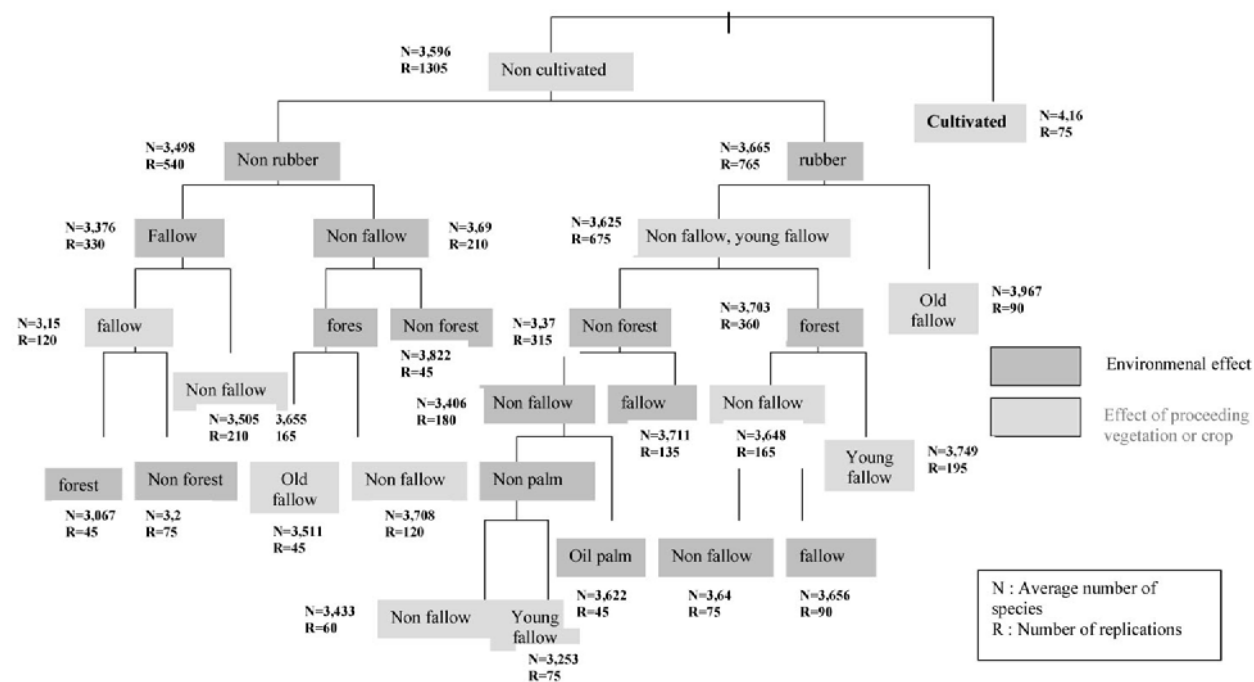 N=3,596
R=1305
Non cultivated
Cultivated
N=4,16
R=75
N=3,498
R=540
Non rubber
N=3,665
R=765
rubber
N=3,376
R=330
Fallow
Non fallow
N=3,69
R=210
N=3,625
R=675
Non fallow, young fallow
Old
fallow
N=3,967
R=90
N=3,15
R=120
fallow
fores
Non forest
N=3,822
R=45
N=3,37
R=315
Non forest
N=3,703
R=360
forest
Non fallow
N=3,505
R=210
3,655
165
N=3,406
R=180
Non fallow
fallow
N=3,711
R=135
Non fallow
N=3,648
R=165
Young
fallow
N=3,749
R=195
forest
N=3,067
R=45
Non forest
N=3,2
R=75
Old
fallow
N=3,511
R=45
Non fallow
N=3,708
R=120
Non palm
Oil palm
N=3,622
R=45
Non fallow
N=3,64
R=75
fallow
N=3,656
R=90
N=3,433
R=60
Non fallow
Young
fallow
N=3,253
R=75
Environmenal effect
Effect of proceeding
vegetation or crop
N : Average number of
species
R : Number of replications